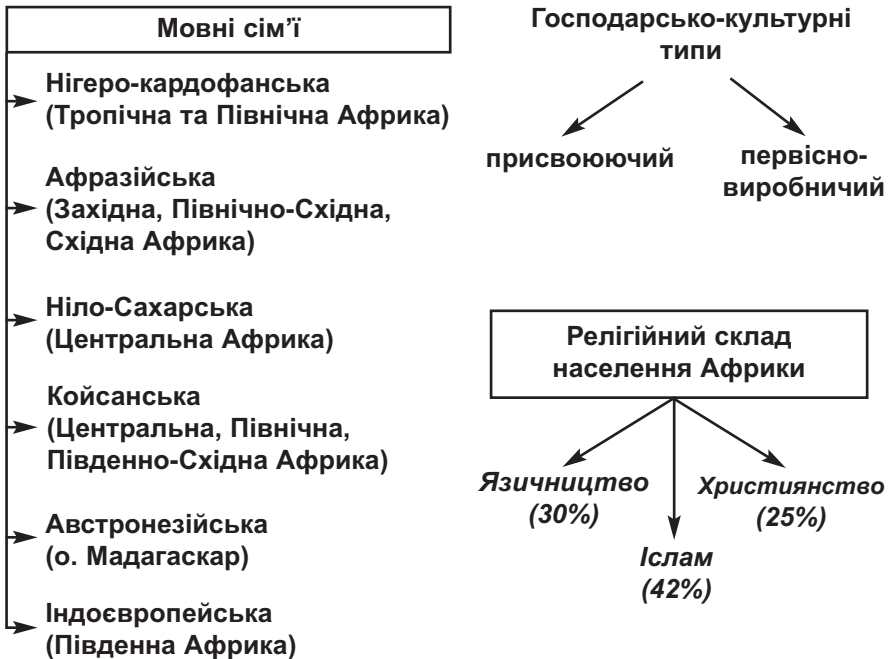 Мовні сім’ї
Нігеро-кардофанська
(Тропічна та Північна Африка)
Афразійська
(Західна, Північно-Східна,
Східна Африка)
Ніло-Сахарська
(Центральна Африка)
Койсанська
(Центральна, Північна,
Південно-Східна Африка)
Австронезійська
(о. Мадагаскар)
Індоєвропейська
(Південна Африка)
Господарсько-культурні
типи
присвоюючий
первісно-
виробничий
Релігійний склад
населення Африки
Язичництво
(30%)
Іслам
(42%)
Християнство
(25%)